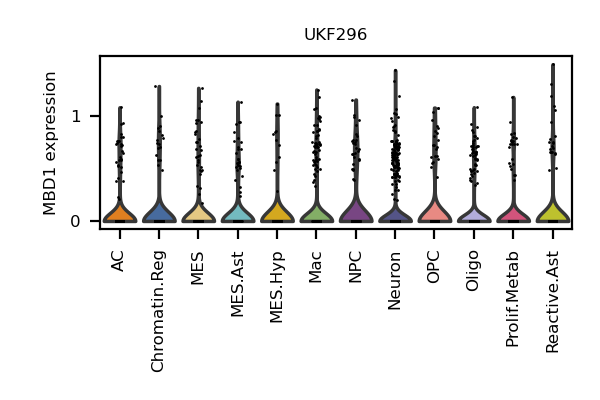 UKF296
MBD1 expression
1
0
AC
Chromatin.Reg
MES
MES.Ast
MES.Hyp
Mac
NPC
Neuron
OPC
Oligo
Prolif.Metab
Reactive.Ast